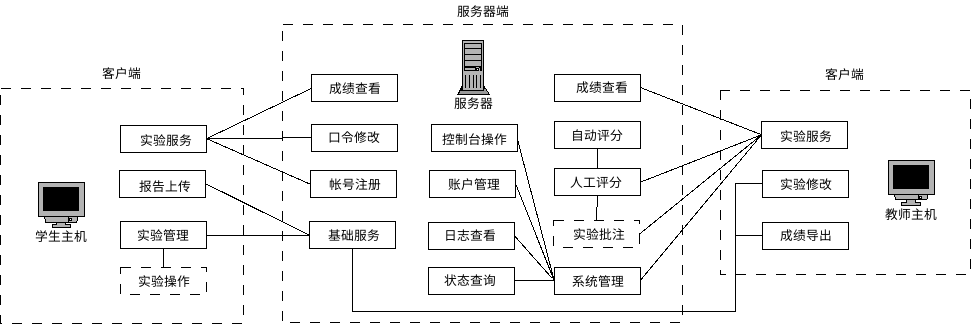 服务器端
客户端
客户端
成绩查看
成绩查看
服务器
实验服务
口令修改
控制台操作
自动评分
实验服务
报告上传
帐号注册
账户管理
人工评分
实验修改
教师主机
学生主机
实验管理
基础服务
日志查看
实验批注
成绩导出
实验操作
状态查询
系统管理